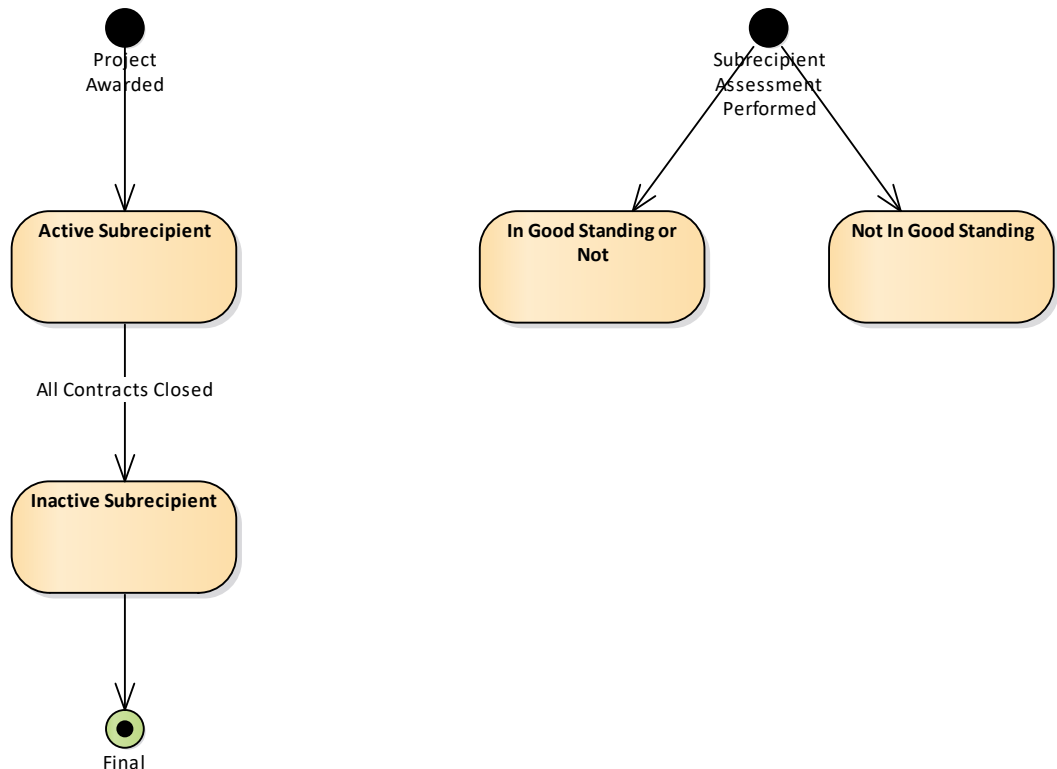 Project
Awarded
Subrecipient
Assessment
Performed
Active Subrecipient
In Good Standing or
Not
Not In Good Standing
All Contracts Closed
Inactive Subrecipient
Final